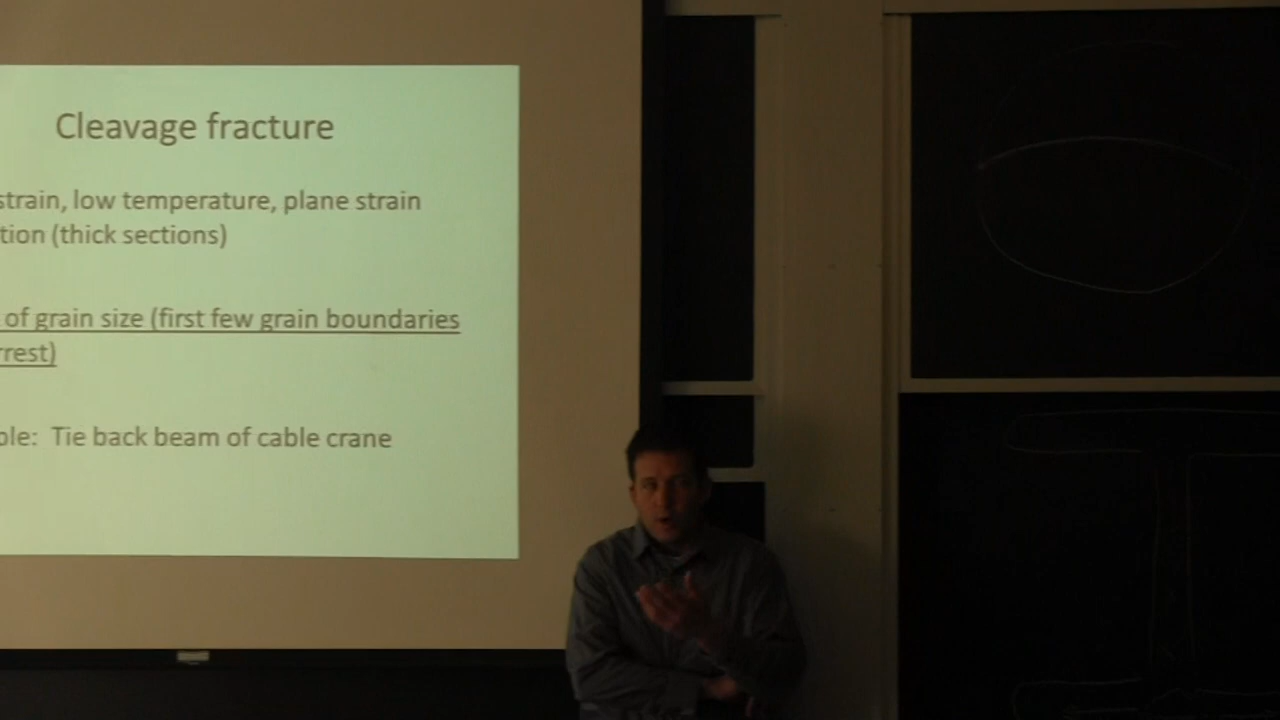 Cleavage fracture
strain, low temperature, plane strain
tion (thick sections)
of grain size (first few grain boundaries
rrest)
ple: Tie back beam of cable crane